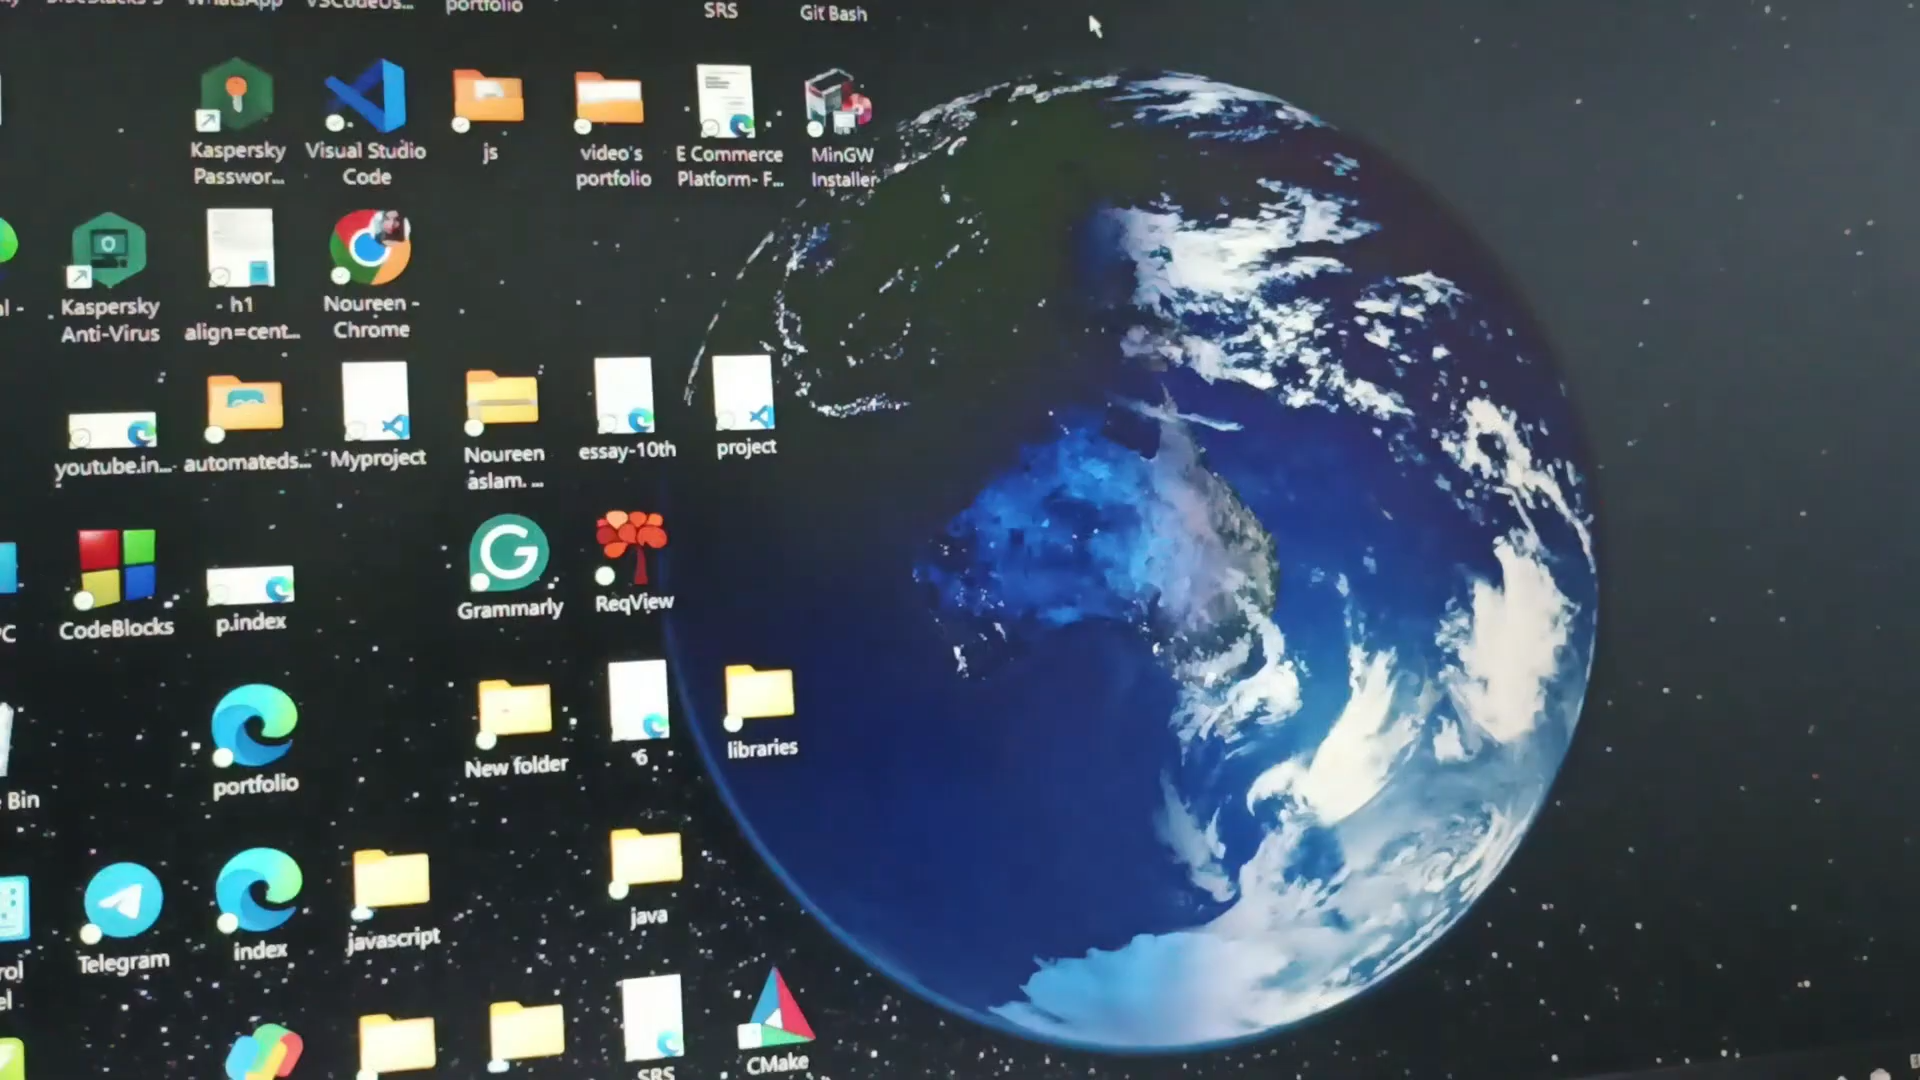 WhatsApp
portfolio
SRS
Git Bash
Kaspersky
Passwor...
Visual Studio
Code
js
video's
portfolio
E Commerce
Platform- F...
MinGW
Installer
Kaspersky
Anti-Virus
- h1
align=cent...
Noureen -
Chrome
youtube.in...
automateds...
Myproject
Noureen
aslam. ...
essay-10th
project
CodeBlocks
p.index
Grammarly
ReqView
Bin
portfolio
New folder
6
libraries
Telegram
index
javascript
java
SRS
CMake